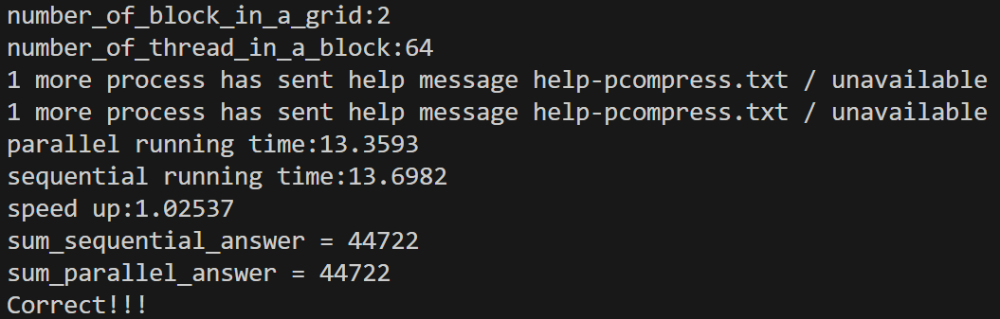 number_of_block_in_a_grid:2
number_of_thread_in_a_block:64
1 more process has sent help message help-pcompress.txt / unavailable
1 more process has sent help message help-pcompress.txt / unavailable
parallel running time:13.3593
sequential running time:13.6982
speed up:1.02537
sum_sequential_answer = 44722
sum_parallel_answer = 44722
Correct!!!